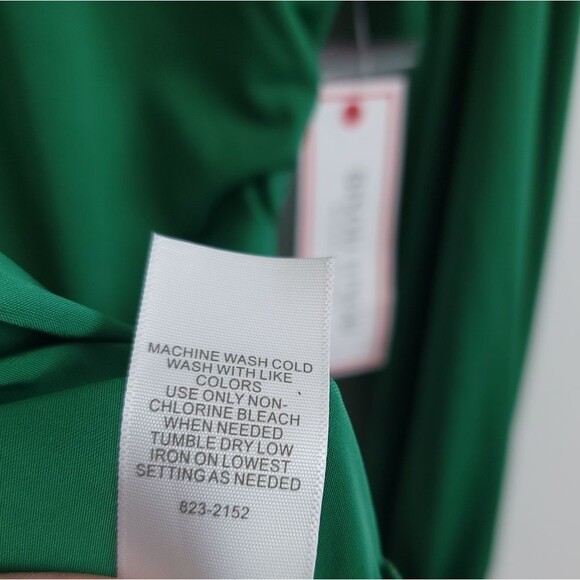 MACHINE WASH COLD
WASH WITH LIKE
COLORS
USE ONLY NON-
CHLORINE BLEACH
WHEN NEEDED
TUMBLE DRY LOW
IRON ON LOWEST
SETTING AS NEEDED
823-2152